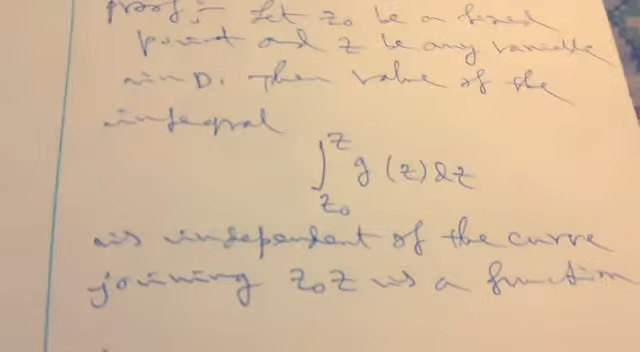 proof :- Let z₀ be a fixed
point and z be any variable
in D. Then value of the
integral
∫_{z₀}^{z} g (z) dz
is independent of the curve
joining z₀z is a function